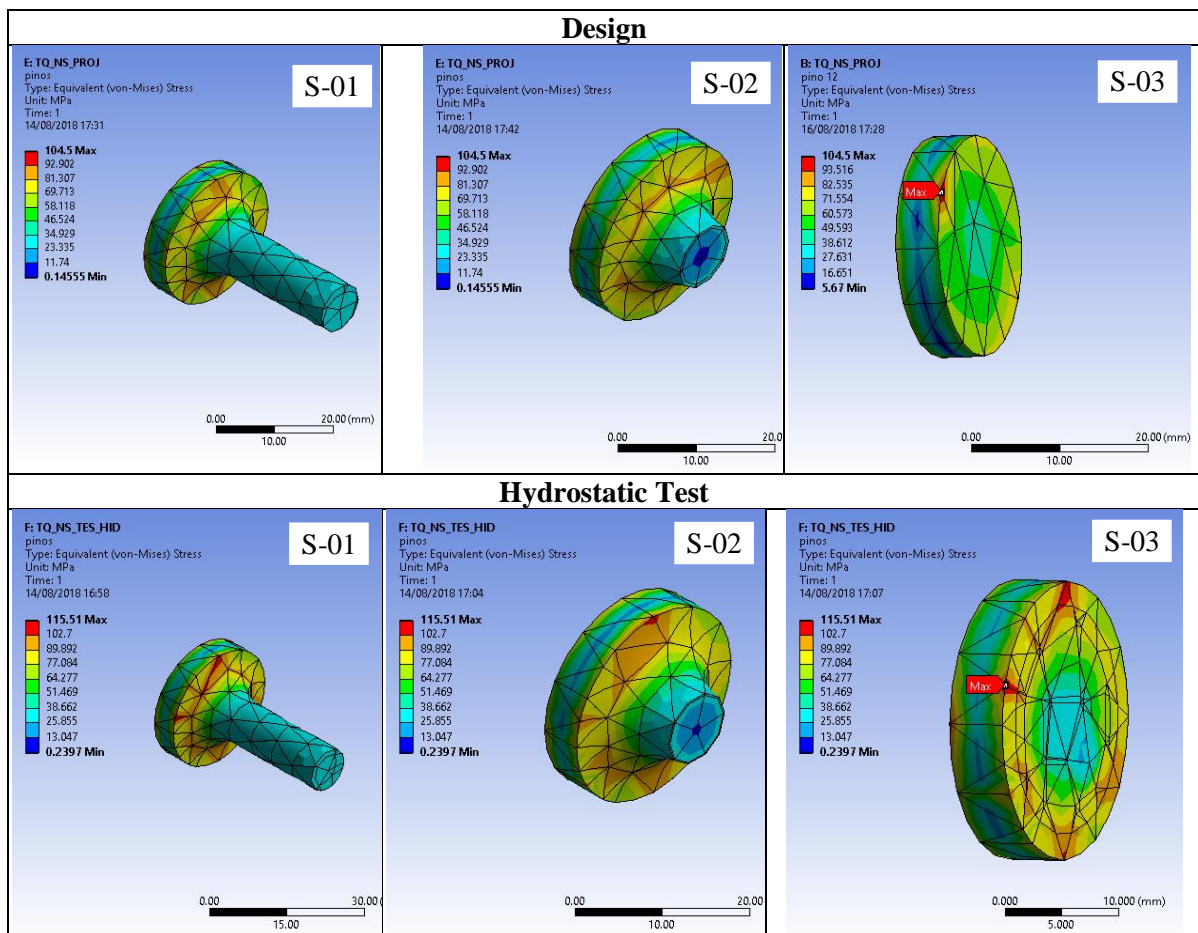 Design
E: TQ_NS_PROJ
pinos
Type: Equivalent (von-Mises) Stress
Unit: MPa
Time: 1
14/08/2018 17:31
S-01
104.5 Max
92.902
81.307
69.713
58.118
46.524
34.929
23.335
11.74
0.14555 Min
0.00
20.00 (mm)
10.00
E: TQ_NS_PROJ
pinos
Type: Equivalent (von-Mises) Stress
Unit: MPa
Time: 1
14/08/2018 17:42
S-02
104.5 Max
92.902
81.307
69.713
58.118
46.524
34.929
23.335
11.74
0.14555 Min
0.00
20.0
10.00
B: TQ_NS_PROJ
pino 12
Type: Equivalent (von-Mises) Stress
Unit: MPa
Time: 1
16/08/2018 17:28
S-03
104.5 Max
93.516
82.535
71.554
60.573
49.593
38.612
27.631
16.651
5.67 Min
Max
0.00
20.00 (mm)
10.00
Hydrostatic Test
F: TQ_NS_TES_HID
pinos
Type: Equivalent (von-Mises) Stress
Unit: MPa
Time: 1
14/08/2018 16:58
S-01
115.51 Max
102.7
89.892
77.084
64.277
51.469
38.662
25.855
13.047
0.2397 Min
0.00
30.00 (
15.00
F: TQ_NS_TES_HID
pinos
Type: Equivalent (von-Mises) Stress
Unit: MPa
Time: 1
14/08/2018 17:04
S-02
115.51 Max
102.7
89.892
77.084
64.277
51.469
38.662
25.855
13.047
0.2397 Min
0.00
20.00
10.00
F: TQ_NS_TES_HID
pinos
Type: Equivalent (von-Mises) Stress
Unit: MPa
Time: 1
14/08/2018 17:07
S-03
115.51 Max
102.7
89.892
77.084
64.277
51.469
38.662
25.855
13.047
0.2397 Min
Max
0.000
10.000 (mm)
5.000